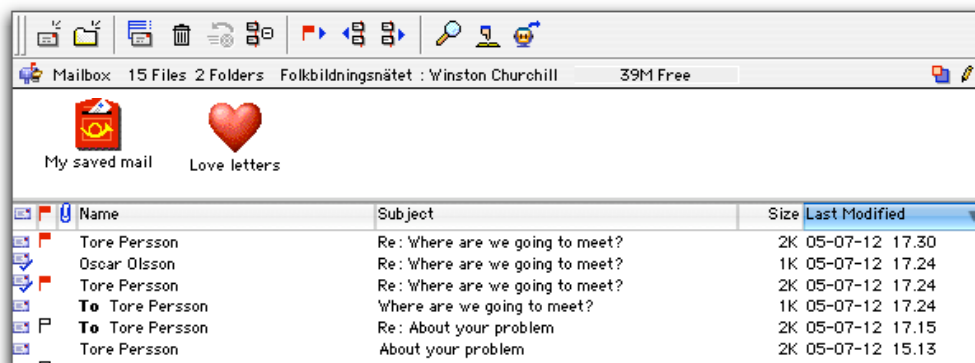 Mailbox 15 Files 2 Folders Folkbildningsnätet : Winston Churchill 39M Free
My saved mail Love letters
Name Subject Size Last Modified
Tore Persson Re: Where are we going to meet? 2K 05-07-12 17.30
Oscar Olsson Re: Where are we going to meet? 1K 05-07-12 17.24
Tore Persson Re: Where are we going to meet? 2K 05-07-12 17.24
To Tore Persson Where are we going to meet? 1K 05-07-12 17.24
To Tore Persson Re: About your problem 2K 05-07-12 17.15
Tore Persson About your problem 2K 05-07-12 15.13